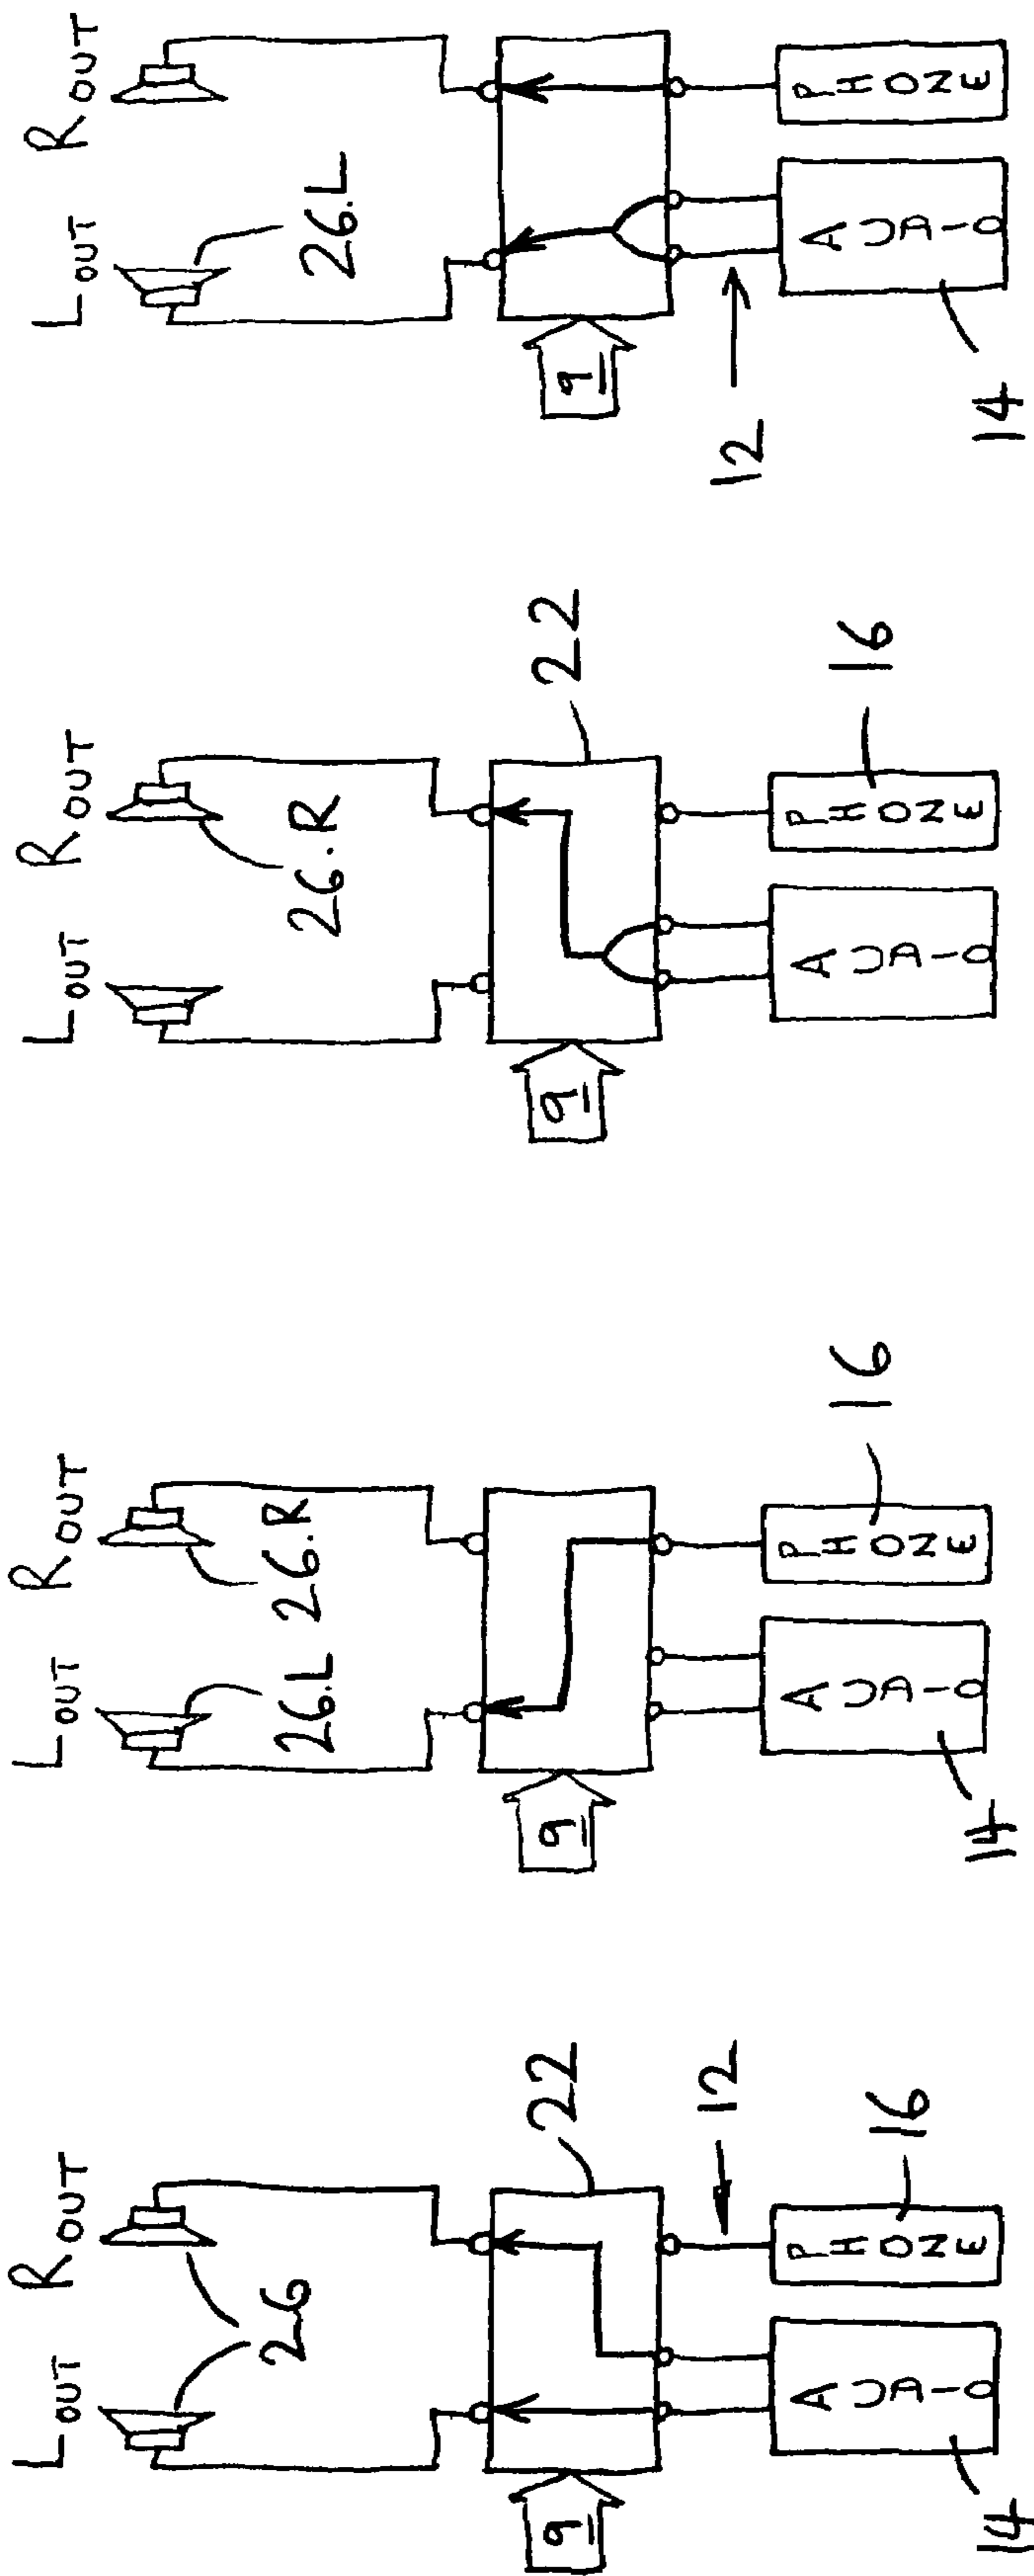 LOUT ROUT
26
22
9
12
AUDIO
PHONE
14
16
LOUT ROUT
26.L 26.R
9
AUDIO
PHONE
14
16
LOUT ROUT
26.R
22
9
AUDIO
PHONE
16
LOUT ROUT
26.L
9
12
AUDIO
PHONE
14